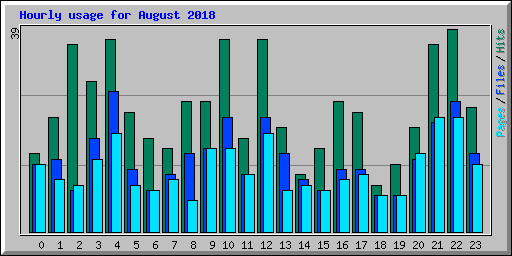 Hourly usage for August 2018
39
Pages/Files/Hits
0 1 2 3 4 5 6 7 8 9 10 11 12 13 14 15 16 17 18 19 20 21 22 23